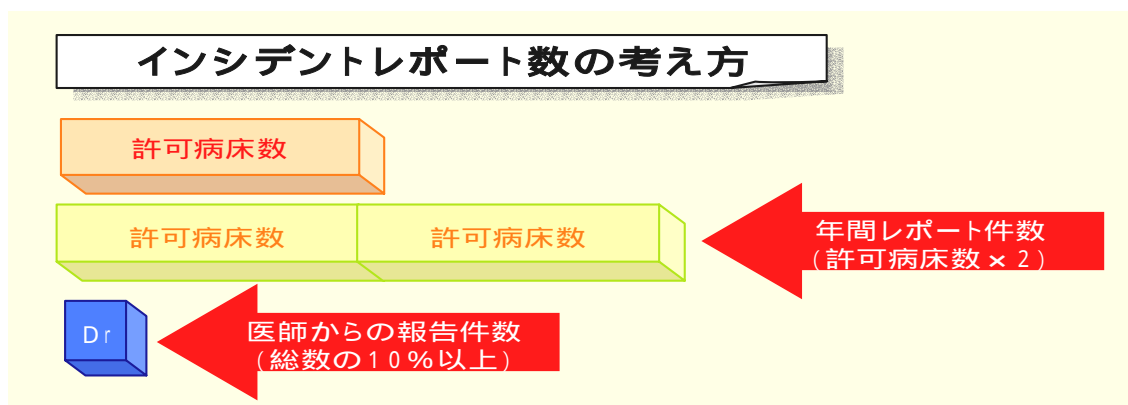 インシデントレポート数の考え方
許可病床数
許可病床数 許可病床数
年間レポート件数
(許可病床数×2)
Dr
医師からの報告件数
(総数の10%以上)